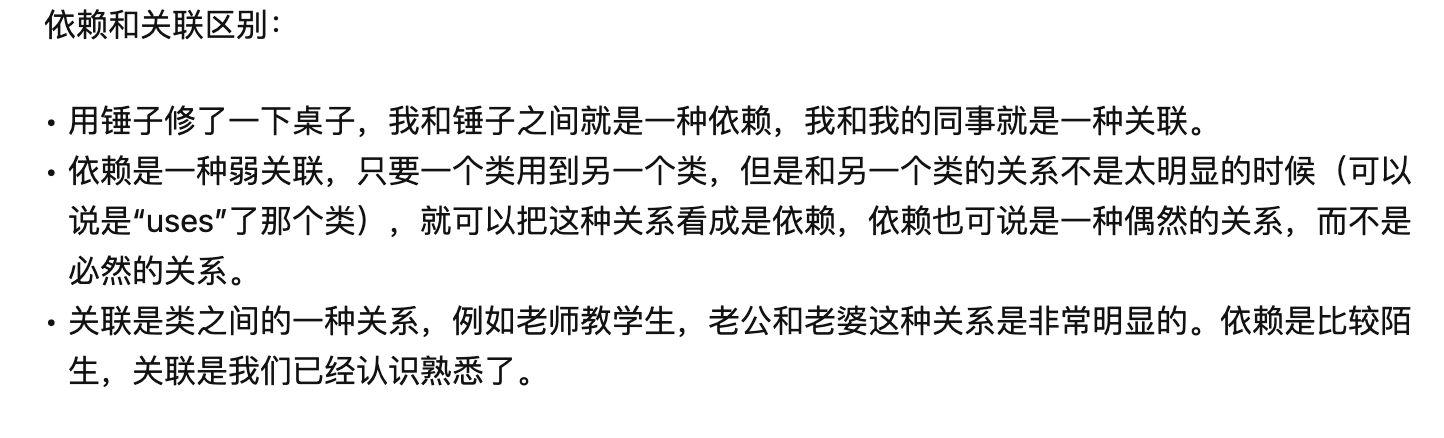 依赖和关联区别：
• 用锤子修了一下桌子，我和锤子之间就是一种依赖，我和我的同事就是一种关联。
• 依赖是一种弱关联，只要一个类用到另一个类，但是和另一个类的关系不是太明显的时候（可以
说是“uses”了那个类），就可以把这种关系看成是依赖，依赖也可说是一种偶然的关系，而不是
必然的关系。
• 关联是类之间的一种关系，例如老师教学生，老公和老婆这种关系是非常明显的。依赖是比较陌
生，关联是我们已经认识熟悉了。